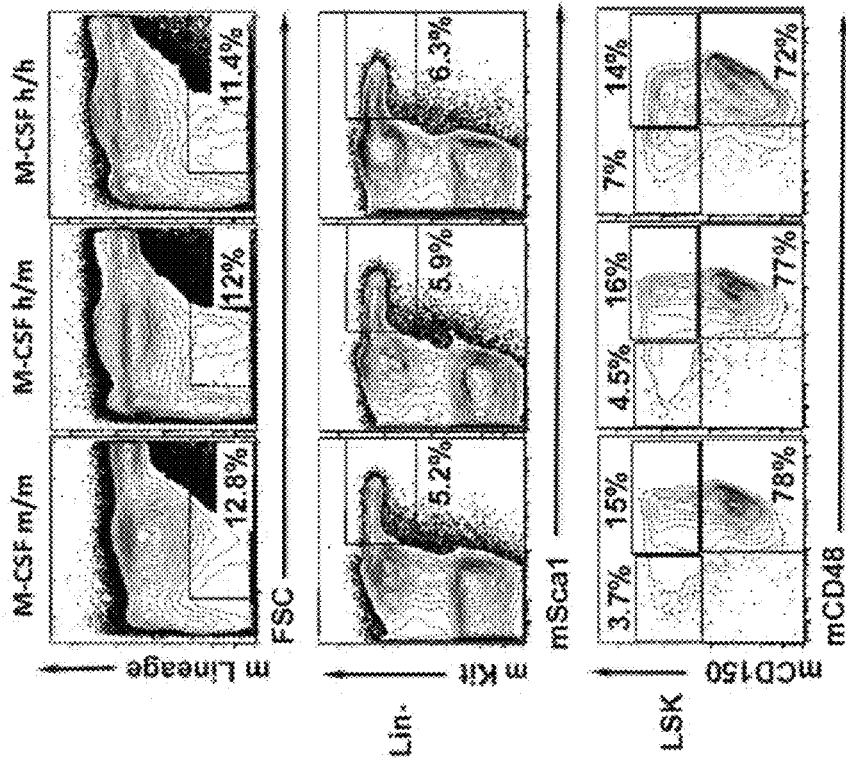 M-CSF m/m M-CSF h/m M-CSF h/h
m Lineage
12.8% 12% 11.4%
FSC
Lin-
m Kit
5.2% 5.9% 6.3%
mSca1
LSK
mCD150
3.7% 15% 4.5% 16% 7% 14%
78% 77% 72%
mCD48